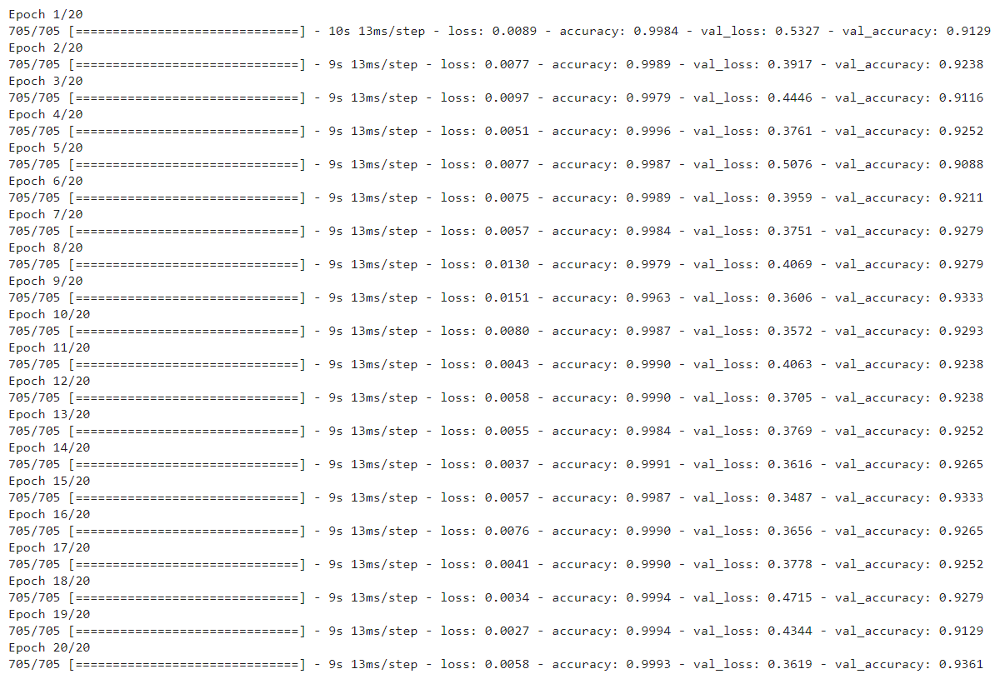 Epoch 1/20
705/705 [==============================] - 10s 13ms/step - loss: 0.0089 - accuracy: 0.9984 - val_loss: 0.5327 - val_accuracy: 0.9129
Epoch 2/20
705/705 [==============================] - 9s 13ms/step - loss: 0.0077 - accuracy: 0.9989 - val_loss: 0.3917 - val_accuracy: 0.9238
Epoch 3/20
705/705 [==============================] - 9s 13ms/step - loss: 0.0097 - accuracy: 0.9979 - val_loss: 0.4446 - val_accuracy: 0.9116
Epoch 4/20
705/705 [==============================] - 9s 13ms/step - loss: 0.0051 - accuracy: 0.9996 - val_loss: 0.3761 - val_accuracy: 0.9252
Epoch 5/20
705/705 [==============================] - 9s 13ms/step - loss: 0.0077 - accuracy: 0.9987 - val_loss: 0.5076 - val_accuracy: 0.9088
Epoch 6/20
705/705 [==============================] - 9s 13ms/step - loss: 0.0075 - accuracy: 0.9989 - val_loss: 0.3959 - val_accuracy: 0.9211
Epoch 7/20
705/705 [==============================] - 9s 13ms/step - loss: 0.0057 - accuracy: 0.9984 - val_loss: 0.3751 - val_accuracy: 0.9279
Epoch 8/20
705/705 [==============================] - 9s 13ms/step - loss: 0.0130 - accuracy: 0.9979 - val_loss: 0.4069 - val_accuracy: 0.9279
Epoch 9/20
705/705 [==============================] - 9s 13ms/step - loss: 0.0151 - accuracy: 0.9963 - val_loss: 0.3606 - val_accuracy: 0.9333
Epoch 10/20
705/705 [==============================] - 9s 13ms/step - loss: 0.0080 - accuracy: 0.9987 - val_loss: 0.3572 - val_accuracy: 0.9293
Epoch 11/20
705/705 [==============================] - 9s 13ms/step - loss: 0.0043 - accuracy: 0.9990 - val_loss: 0.4063 - val_accuracy: 0.9238
Epoch 12/20
705/705 [==============================] - 9s 13ms/step - loss: 0.0058 - accuracy: 0.9990 - val_loss: 0.3705 - val_accuracy: 0.9238
Epoch 13/20
705/705 [==============================] - 9s 13ms/step - loss: 0.0055 - accuracy: 0.9984 - val_loss: 0.3769 - val_accuracy: 0.9252
Epoch 14/20
705/705 [==============================] - 9s 13ms/step - loss: 0.0037 - accuracy: 0.9991 - val_loss: 0.3616 - val_accuracy: 0.9265
Epoch 15/20
705/705 [==============================] - 9s 13ms/step - loss: 0.0057 - accuracy: 0.9987 - val_loss: 0.3487 - val_accuracy: 0.9333
Epoch 16/20
705/705 [==============================] - 9s 13ms/step - loss: 0.0076 - accuracy: 0.9990 - val_loss: 0.3656 - val_accuracy: 0.9265
Epoch 17/20
705/705 [==============================] - 9s 13ms/step - loss: 0.0041 - accuracy: 0.9990 - val_loss: 0.3778 - val_accuracy: 0.9252
Epoch 18/20
705/705 [==============================] - 9s 13ms/step - loss: 0.0034 - accuracy: 0.9994 - val_loss: 0.4715 - val_accuracy: 0.9279
Epoch 19/20
705/705 [==============================] - 9s 13ms/step - loss: 0.0027 - accuracy: 0.9994 - val_loss: 0.4344 - val_accuracy: 0.9129
Epoch 20/20
705/705 [==============================] - 9s 13ms/step - loss: 0.0058 - accuracy: 0.9993 - val_loss: 0.3619 - val_accuracy: 0.9361